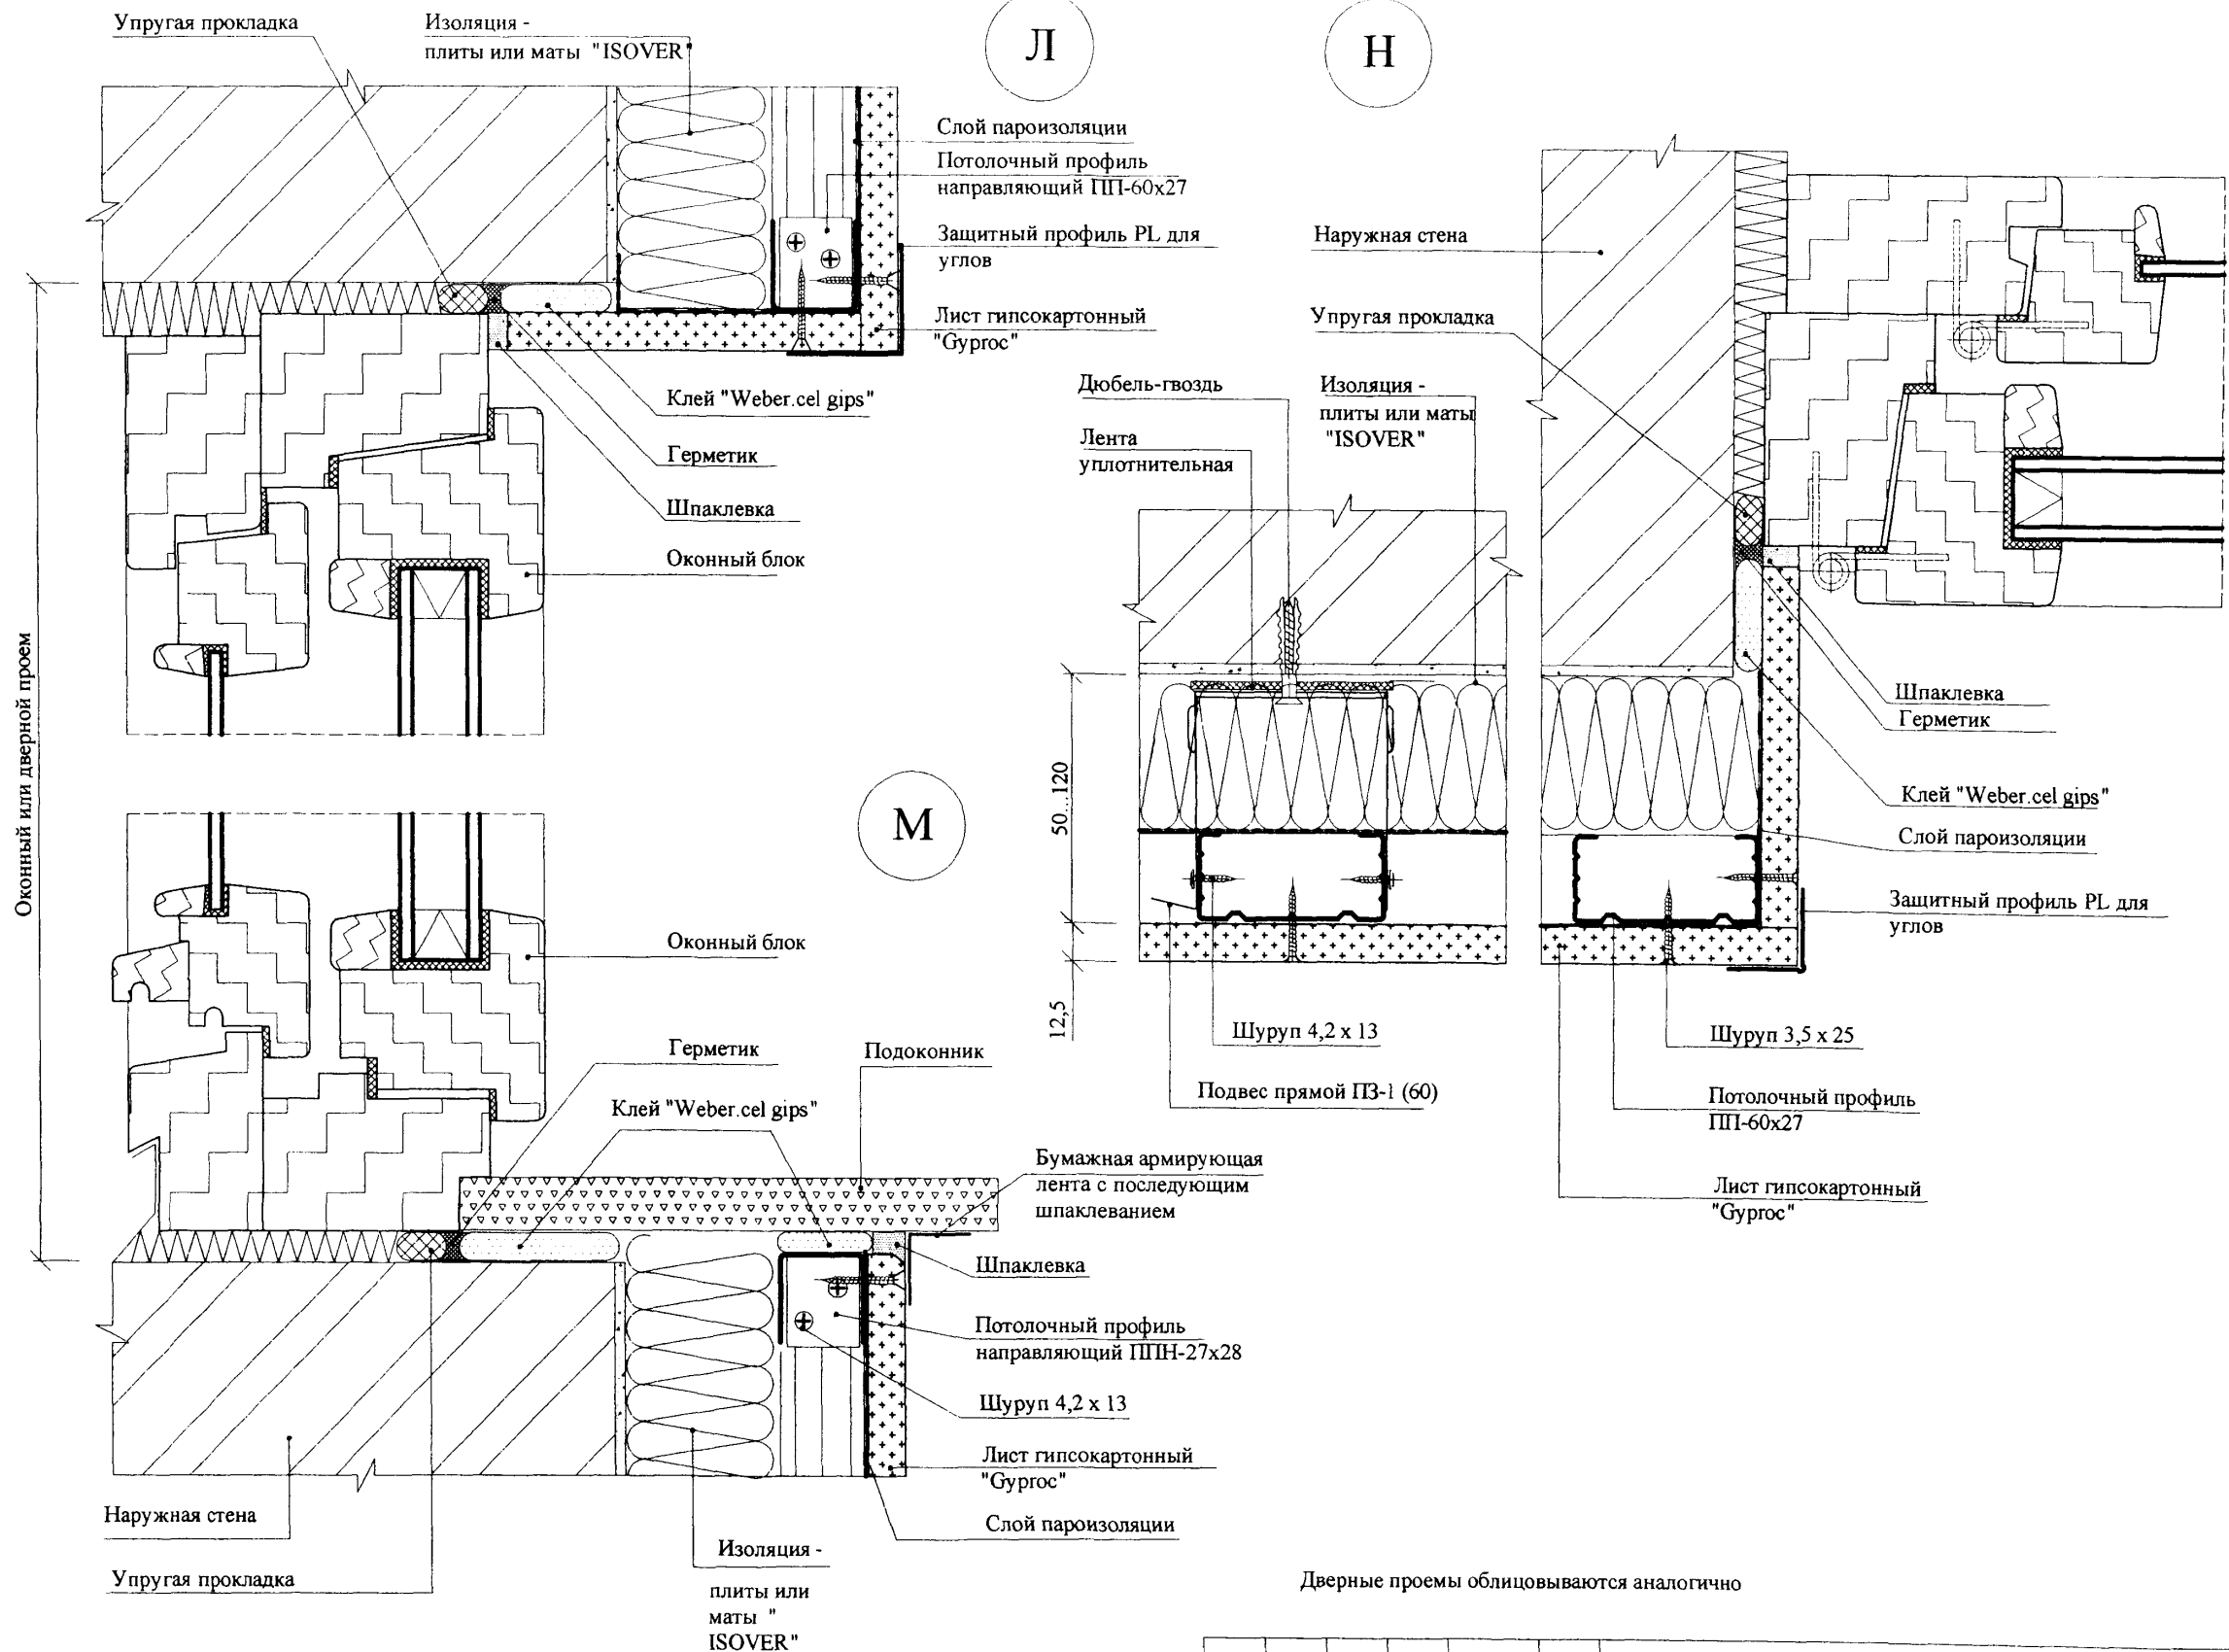 Упругая прокладка
Изоляция -
плиты или маты "ISOVER"
Л
Н
Слой пароизоляции
Потолочный профиль
направляющий ПП-60х27
Защитный профиль PL для
углов
Лист гипсокартонный
"Gyproc"
Клей "Weber.cel gips"
Герметик
Шпаклевка
Оконный блок
Оконный или дверной проем
Наружная стена
Упругая прокладка
Дюбель-гвоздь
Изоляция -
плиты или маты
"ISOVER"
Лента
уплотнительная
50...120
12,5
Шпаклевка
Герметик
Клей "Weber.cel gips"
Слой пароизоляции
Защитный профиль PL для
углов
Шуруп 4,2 х 13
Шуруп 3,5 х 25
Подвес прямой ПЗ-1 (60)
Потолочный профиль
ПП-60х27
Лист гипсокартонный
"Gyproc"
М
Оконный блок
Герметик
Подоконник
Клей "Weber.cel gips"
Бумажная армирующая
лента с последующим
шпаклеванием
Шпаклевка
Потолочный профиль
направляющий ППН-27х28
Шуруп 4,2 х 13
Лист гипсокартонный
"Gyproc"
Слой пароизоляции
Наружная стена
Упругая прокладка
Изоляция -
плиты или
маты "
ISOVER"
Дверные проемы облицовываются аналогично